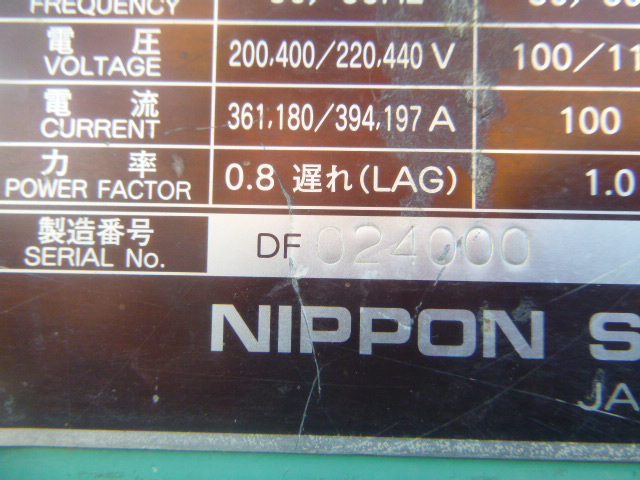 FREQUENCY
電圧 200,400/220,440 V 100/11
VOLTAGE
電流 361,180/394,197 A 100
CURRENT
力率 0.8 遅れ(LAG) 1.0
POWER FACTOR
製造番号 DF 024000
SERIAL No.
NIPPON S
JA